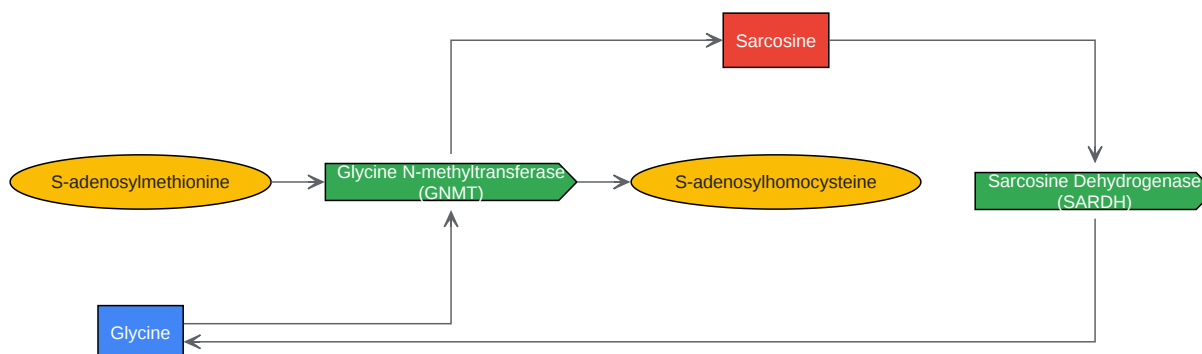 Sarcosine
S-adenosylmethionine
Glycine N-methyltransferase
(GNMT)
S-adenosylhomocysteine
Sarcosine Dehydrogenase
(SARDH)
Glycine